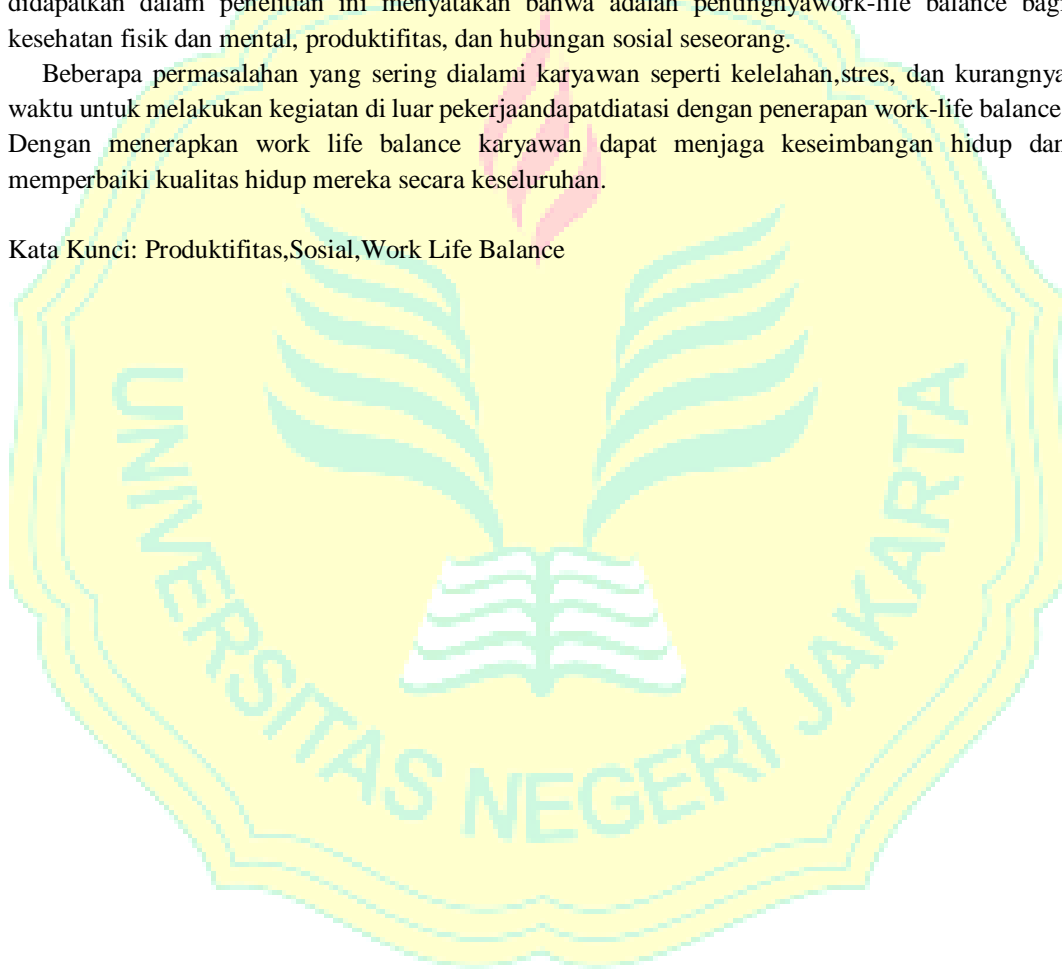 didapatkan dalam penelitian ini menyatakan bahwa adalah pentingnyawork-life balance bagi
kesehatan fisik dan mental, produktifitas, dan hubungan sosial seseorang.
Beberapa permasalahan yang sering dialami karyawan seperti kelelahan,stres, dan kurangnya
waktu untuk melakukan kegiatan di luar pekerjaandapatdiatasi dengan penerapan work-life balance
Dengan menerapkan work life balance karyawan dapat menjaga keseimbangan hidup dan
memperbaiki kualitas hidup mereka secara keseluruhan.
Kata Kunci: Produktifitas,Sosial,Work Life Balance
UNIVERSITAS NEGERI JAKARTA